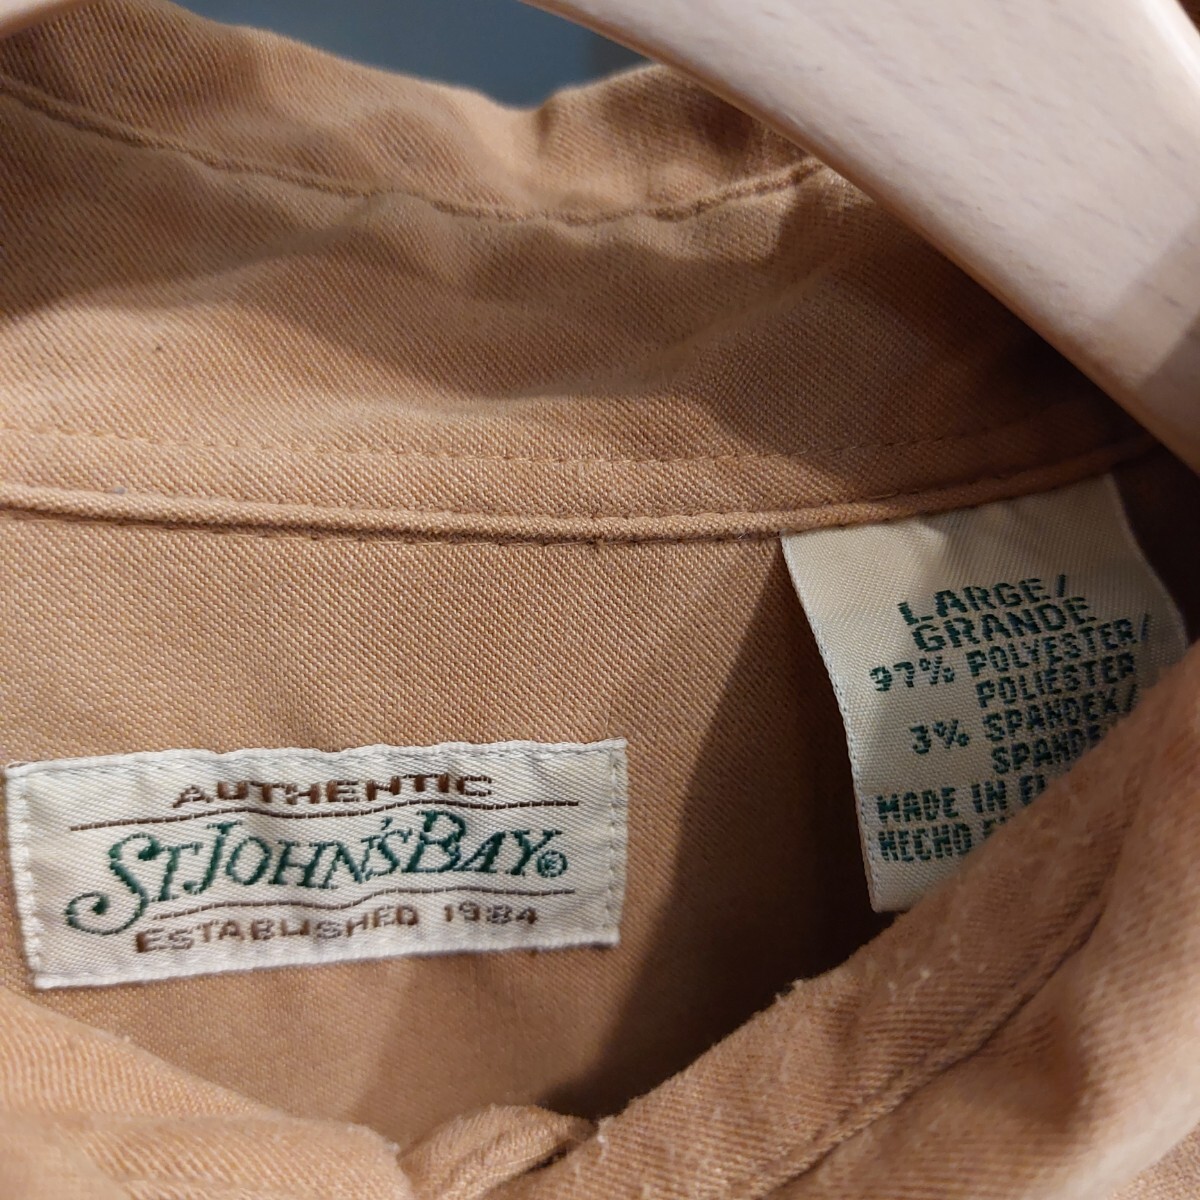 AUTHENTIC
ST JOHN'S BAY®
ESTABLISHED 1984
LARGE/
GRANDE
97% POLYESTER/
POLIESTER
3% SPANDEX/
MADE IN
HECHO